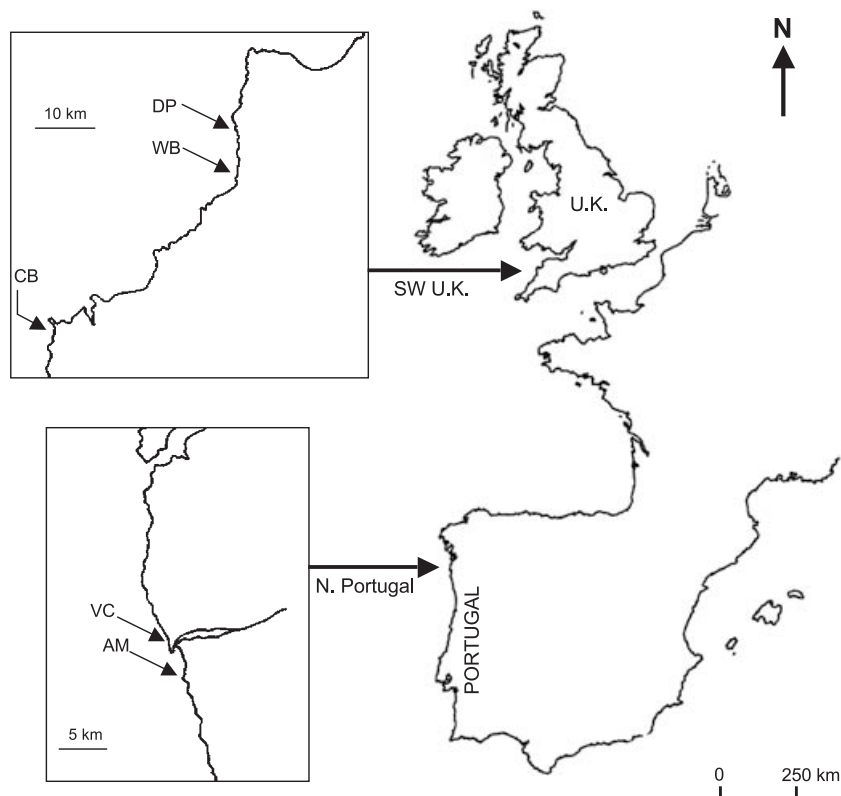 N
DP
10 km
WB
U.K.
CB
SW U.K.
N. Portugal
PORTUGAL
VC
AM
5 km
0 250 km